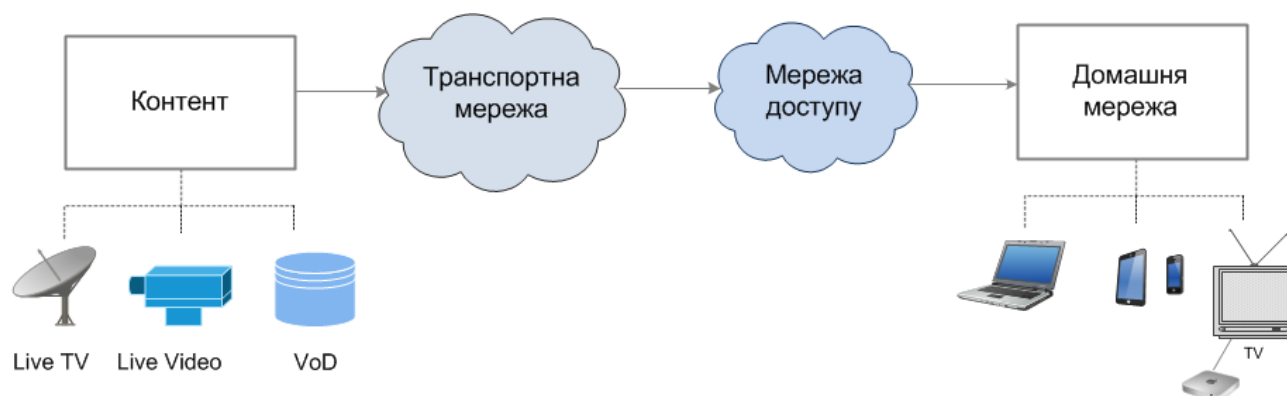 Контент
Транспортна
мережа
Мережа
доступу
Домашня
мережа
Live TV
Live Video
VoD
TV